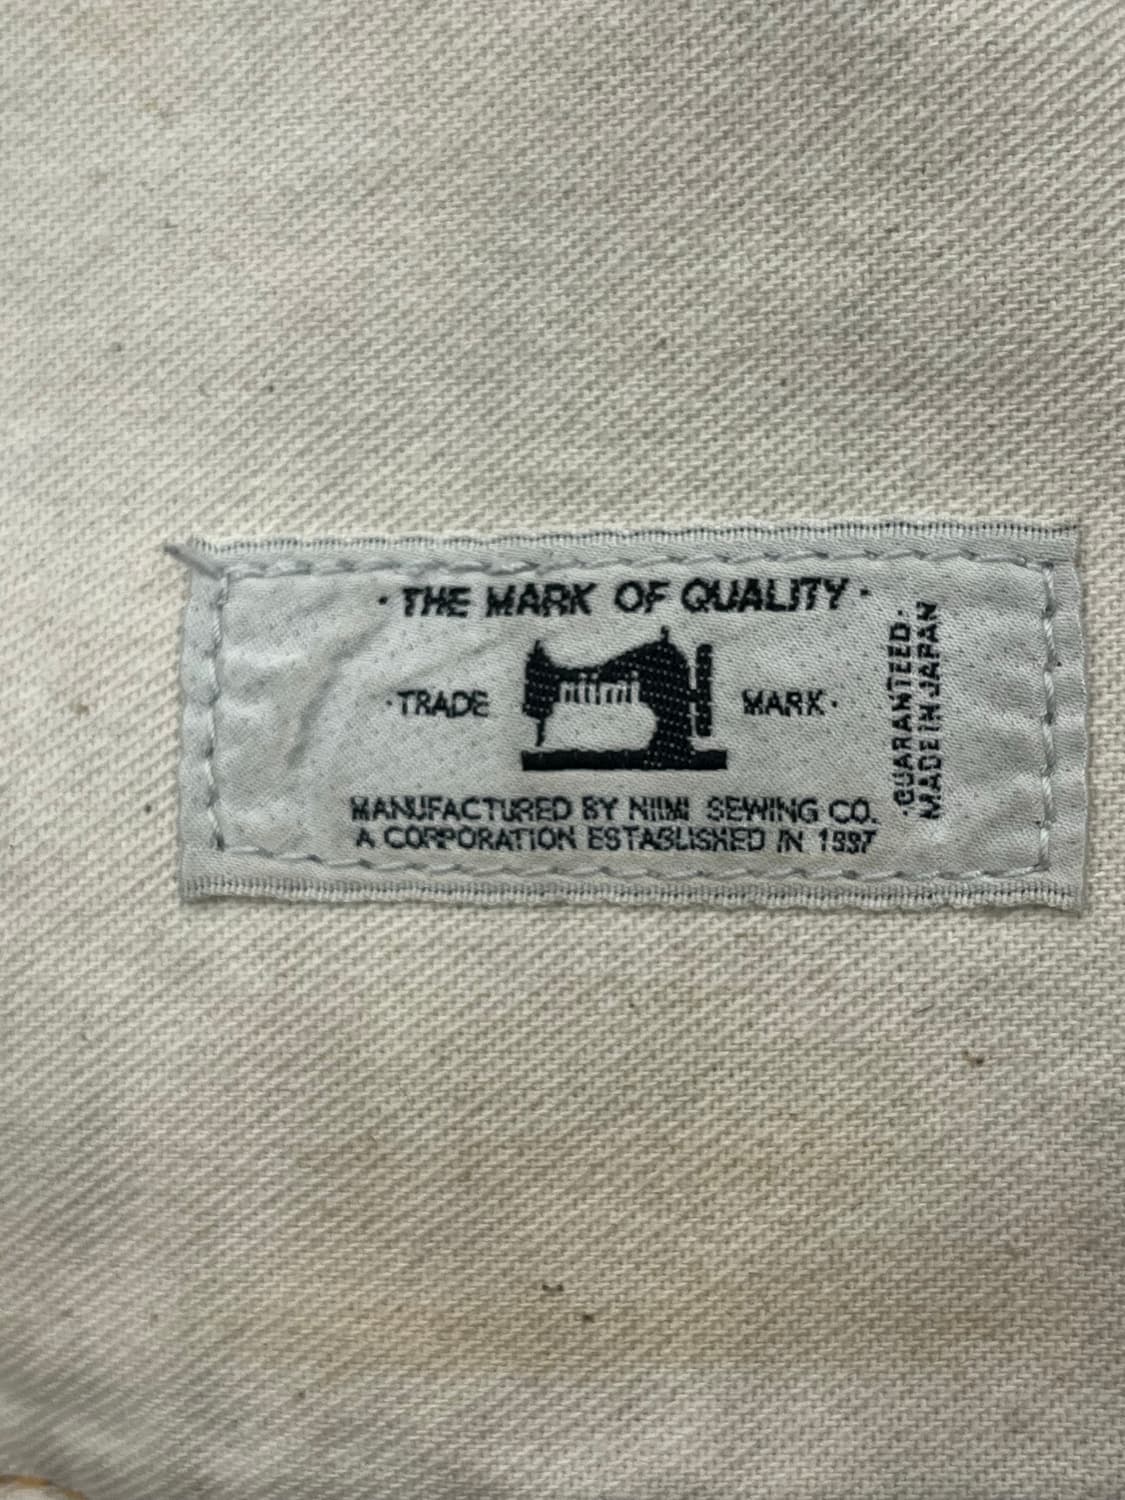 · THE MARK OF QUALITY ·
· TRADE MARK ·
MANUFACTURED BY NIIMI SEWING CO.
A CORPORATION ESTABLISHED IN 1997
· GUARANTEED ·
MADE IN JAPAN